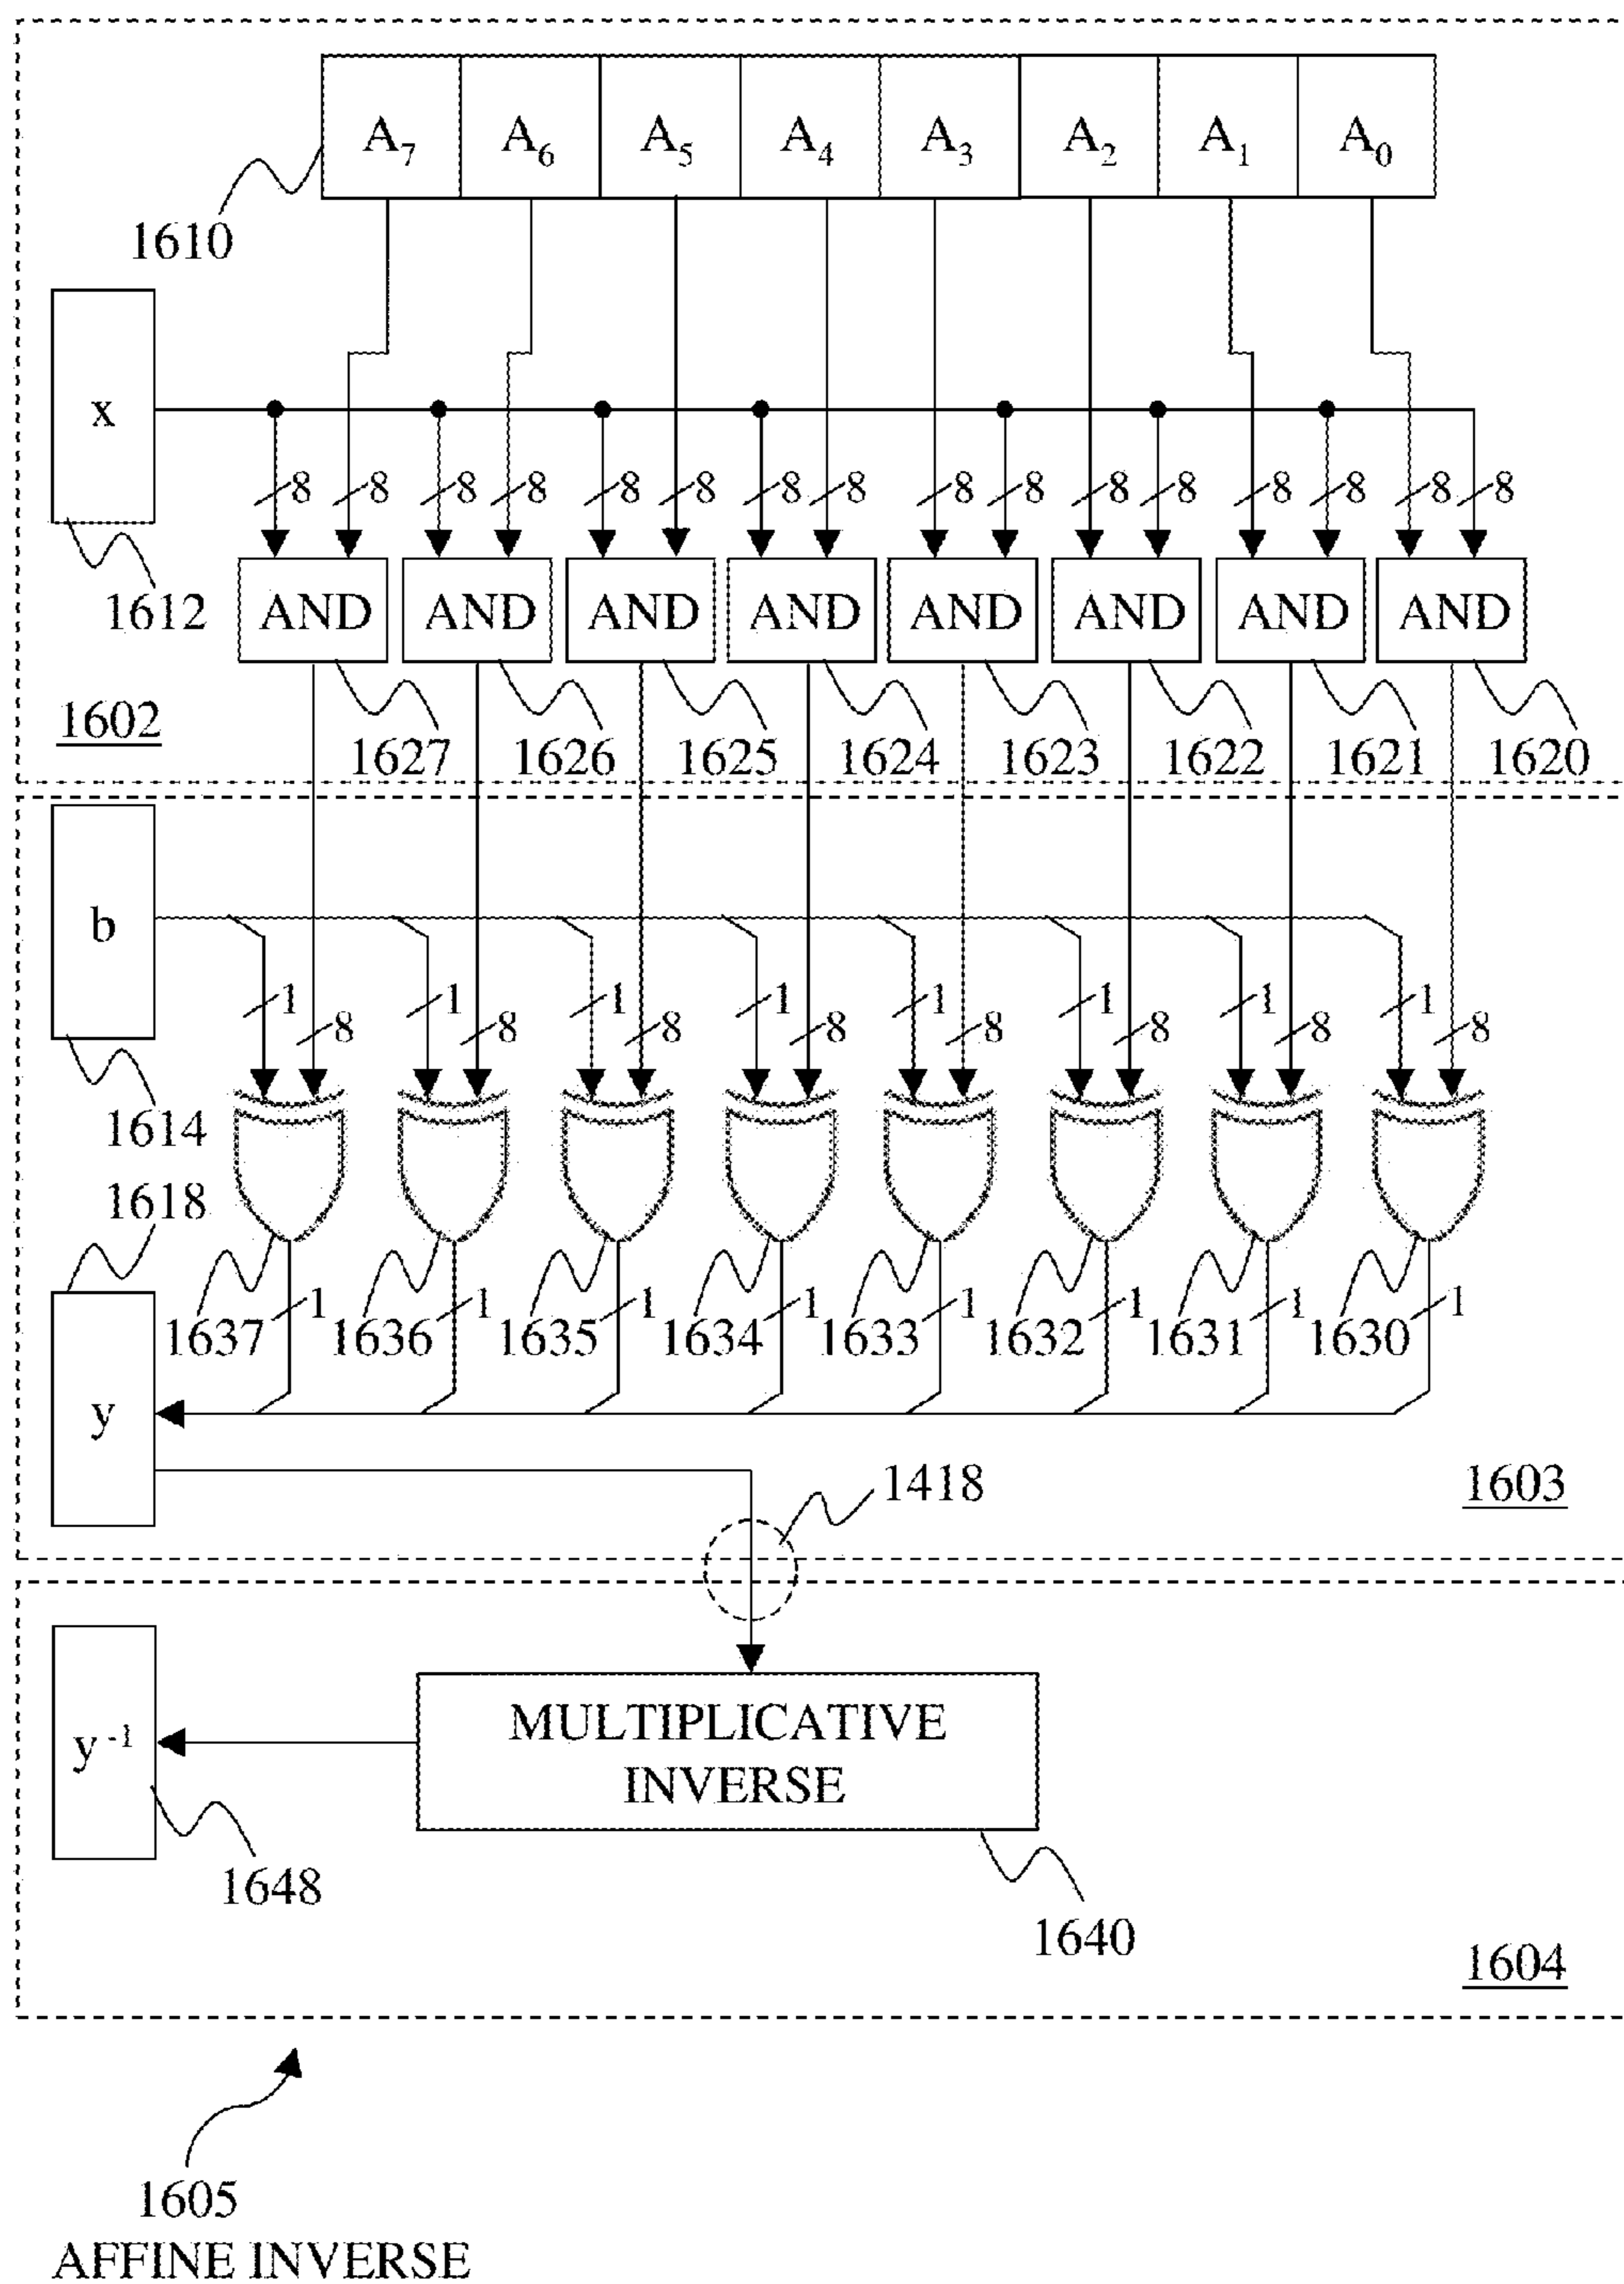 A7 A6 A5 A4 A3 A2 A1 A0
1610
x
8 8 8 8 8 8 8 8 8 8 8 8 8 8 8 8
1612
AND AND AND AND AND AND AND AND
1602
1627 1626 1625 1624 1623 1622 1621 1620
b
1 1 1 1 1 1 1 1
8 8 8 8 8 8 8 8
1614
1618
1 1 1 1 1 1 1 1
1637 1636 1635 1634 1633 1632 1631 1630
y
1418
1603
y-1
MULTIPLICATIVE
INVERSE
1648
1640
1604
1605
AFFINE INVERSE